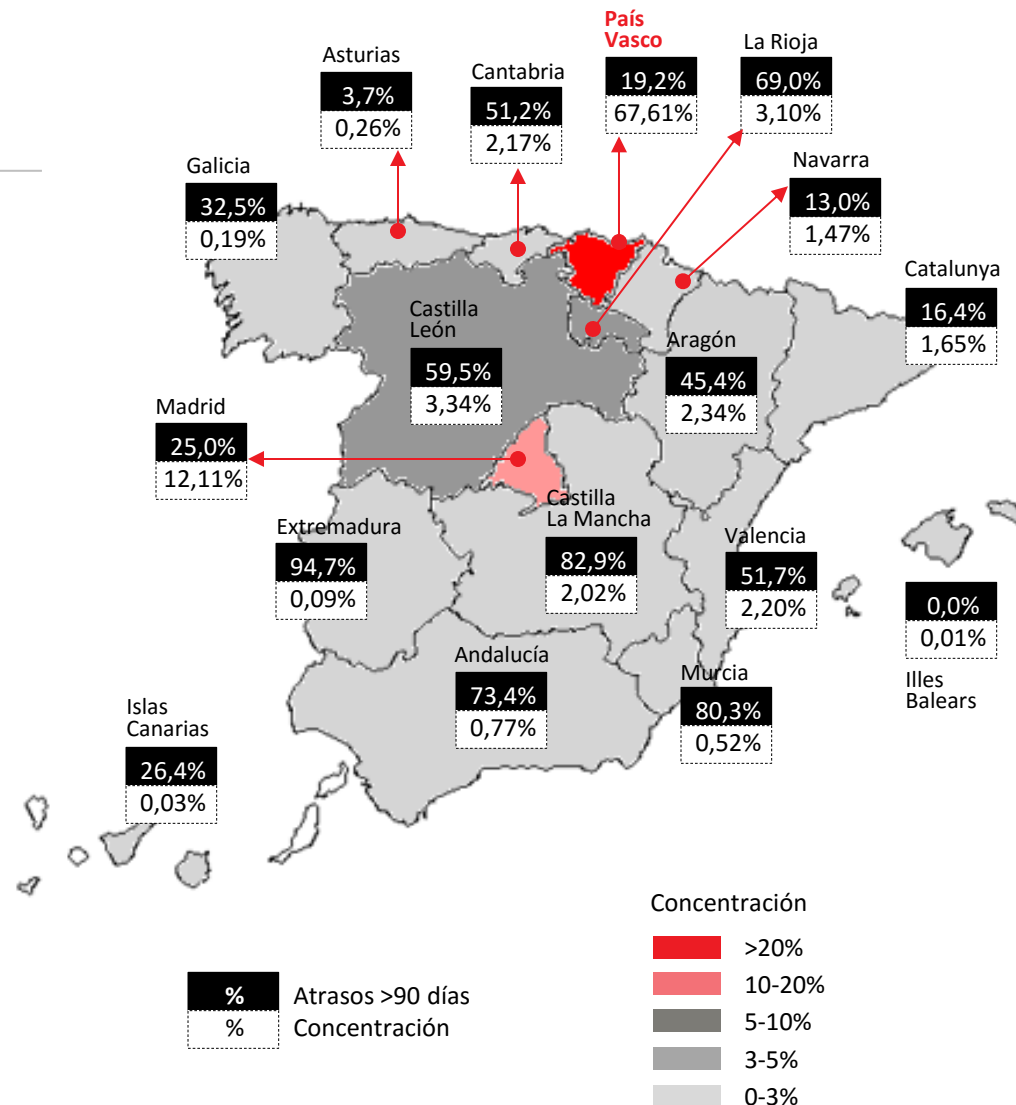 País
Vasco
19,2%
67,61%
La Rioja
69,0%
3,10%
Asturias
3,7%
0,26%
Cantabria
51,2%
2,17%
Navarra
13,0%
1,47%
Galicia
32,5%
0,19%
Catalunya
16,4%
1,65%
Castilla
León
59,5%
3,34%
Aragón
45,4%
2,34%
Madrid
25,0%
12,11%
Castilla
La Mancha
82,9%
2,02%
Extremadura
94,7%
0,09%
Valencia
51,7%
2,20%
0,0%
0,01%
Illes
Balears
Andalucía
73,4%
0,77%
Murcia
80,3%
0,52%
Islas
Canarias
26,4%
0,03%
Concentración
>20%
10-20%
5-10%
3-5%
0-3%
% Atrasos >90 días
% Concentración